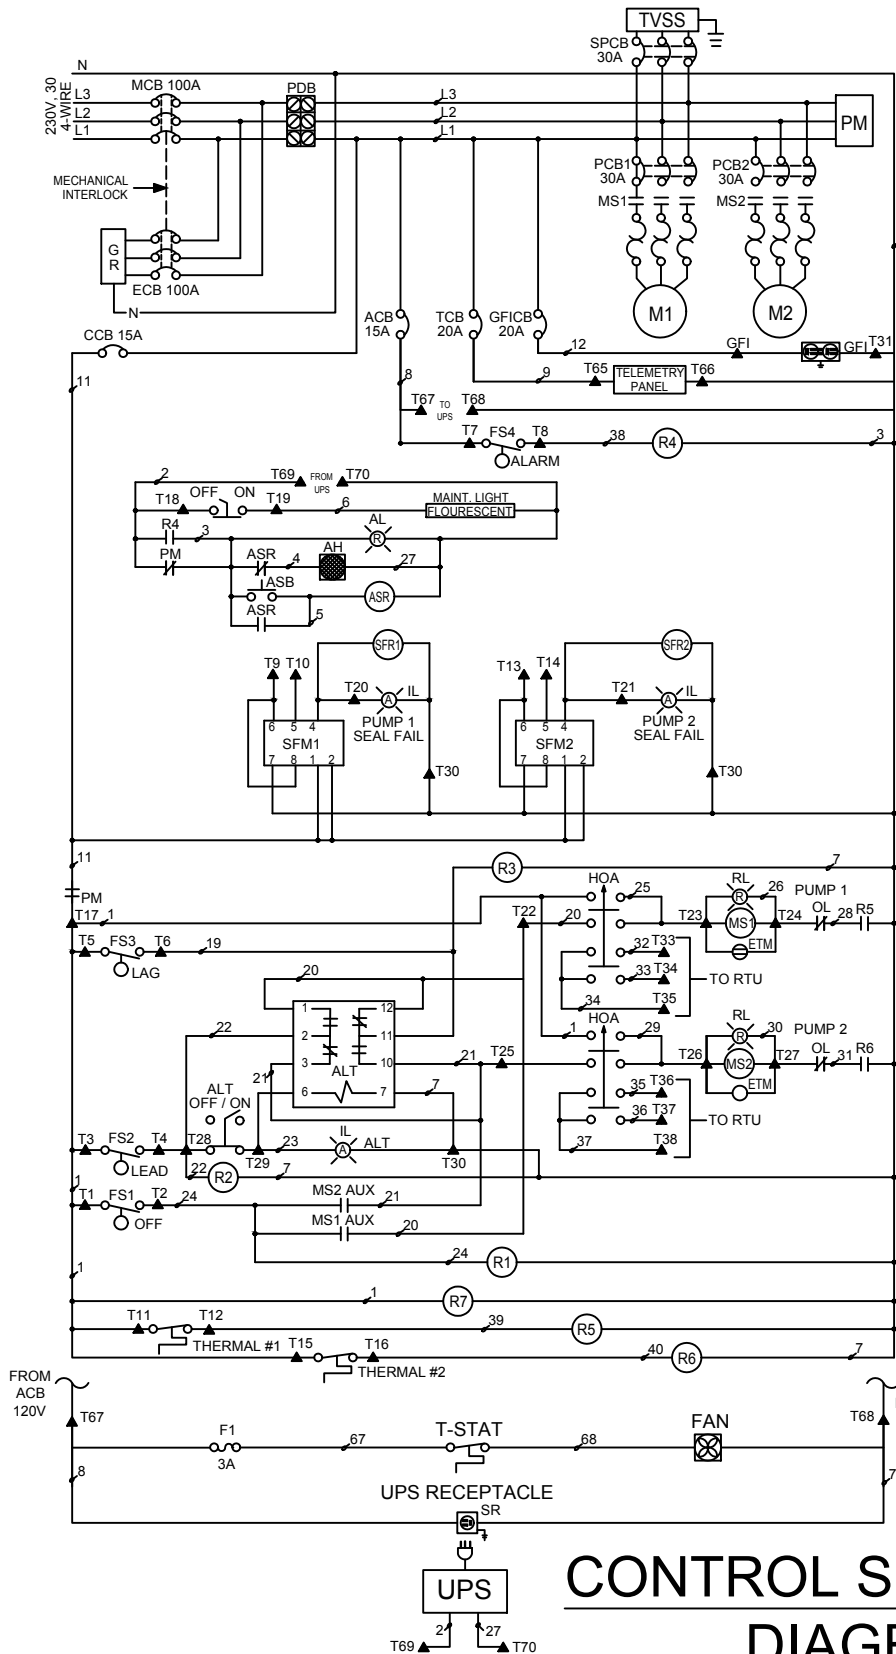 TVSS
SPCB
30A
N
MCB 100A
PDB
230V, 30
4-WIRE
L3
L2
L1
L3
L2
L1
PM
MECHANICAL
INTERLOCK
PCB1
30A
PCB2
30A
MS1
MS2
G
R
ECB 100A
N
M1
M2
CCB 15A
ACB
15A
TCB
20A
GFICB
20A
12
GFI
GFI
T31
11
8
9
T65
TELEMETRY
PANEL
T66
T67
TO
UPS
T68
T7
FS4
T8
38
R4
3
ALARM
2
T69
FROM
UPS
T70
T18
OFF
ON
T19
6
MAINT. LIGHT
FLOURESCENT
R4
3
AL
R
PM
ASR
4
AH
27
ASB
ASR
ASR
5
SFR1
SFR2
T9
T10
T20
A
IL
PUMP 1
SEAL FAIL
6
5
4
SFM1
7
8
1
2
T30
T13
T14
T21
A
IL
PUMP 2
SEAL FAIL
6
5
4
SFM2
7
8
1
2
T30
11
R3
7
PM
HOA
25
RL
R
26
PUMP 1
T17
1
T22
20
T23
MS1
T24
OL
28
R5
T5
FS3
T6
19
LAG
32
T33
ETM
33
T34
TO RTU
34
T35
20
1
12
22
2
11
HOA
1
29
RL
R
30
PUMP 2
3
10
21
T25
T26
MS2
T27
OL
31
R6
21
ALT
6
7
7
35
T36
ETM
ALT
OFF / ON
36
T37
TO RTU
37
T38
T3
FS2
T4
T28
T29
23
IL
A
ALT
T30
LEAD
22
R2
7
1
T1
FS1
T2
24
OFF
MS2 AUX
21
MS1 AUX
20
24
R1
1
1
R7
T11
T12
39
R5
THERMAL #1
T15
T16
40
R6
7
THERMAL #2
FROM
ACB
120V
T67
T68
F1
3A
67
T-STAT
68
FAN
8
7
UPS RECEPTACLE
SR
UPS
2
27
T69
T70
CONTROL S
DIAG